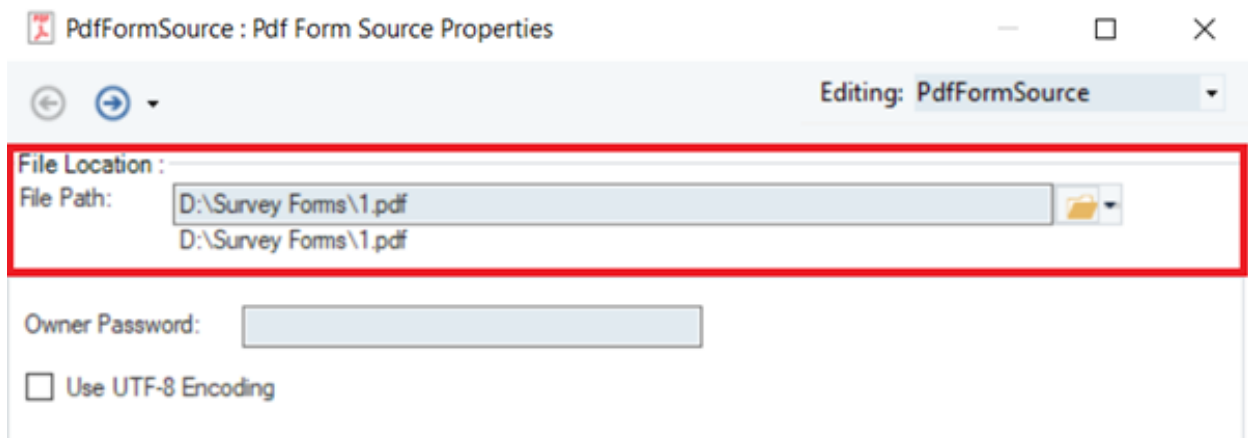 PdfFormSource : Pdf Form Source Properties
Editing: PdfFormSource
File Location :
File Path: D:\Survey Forms\1.pdf
D:\Survey Forms\1.pdf
Owner Password:
Use UTF-8 Encoding